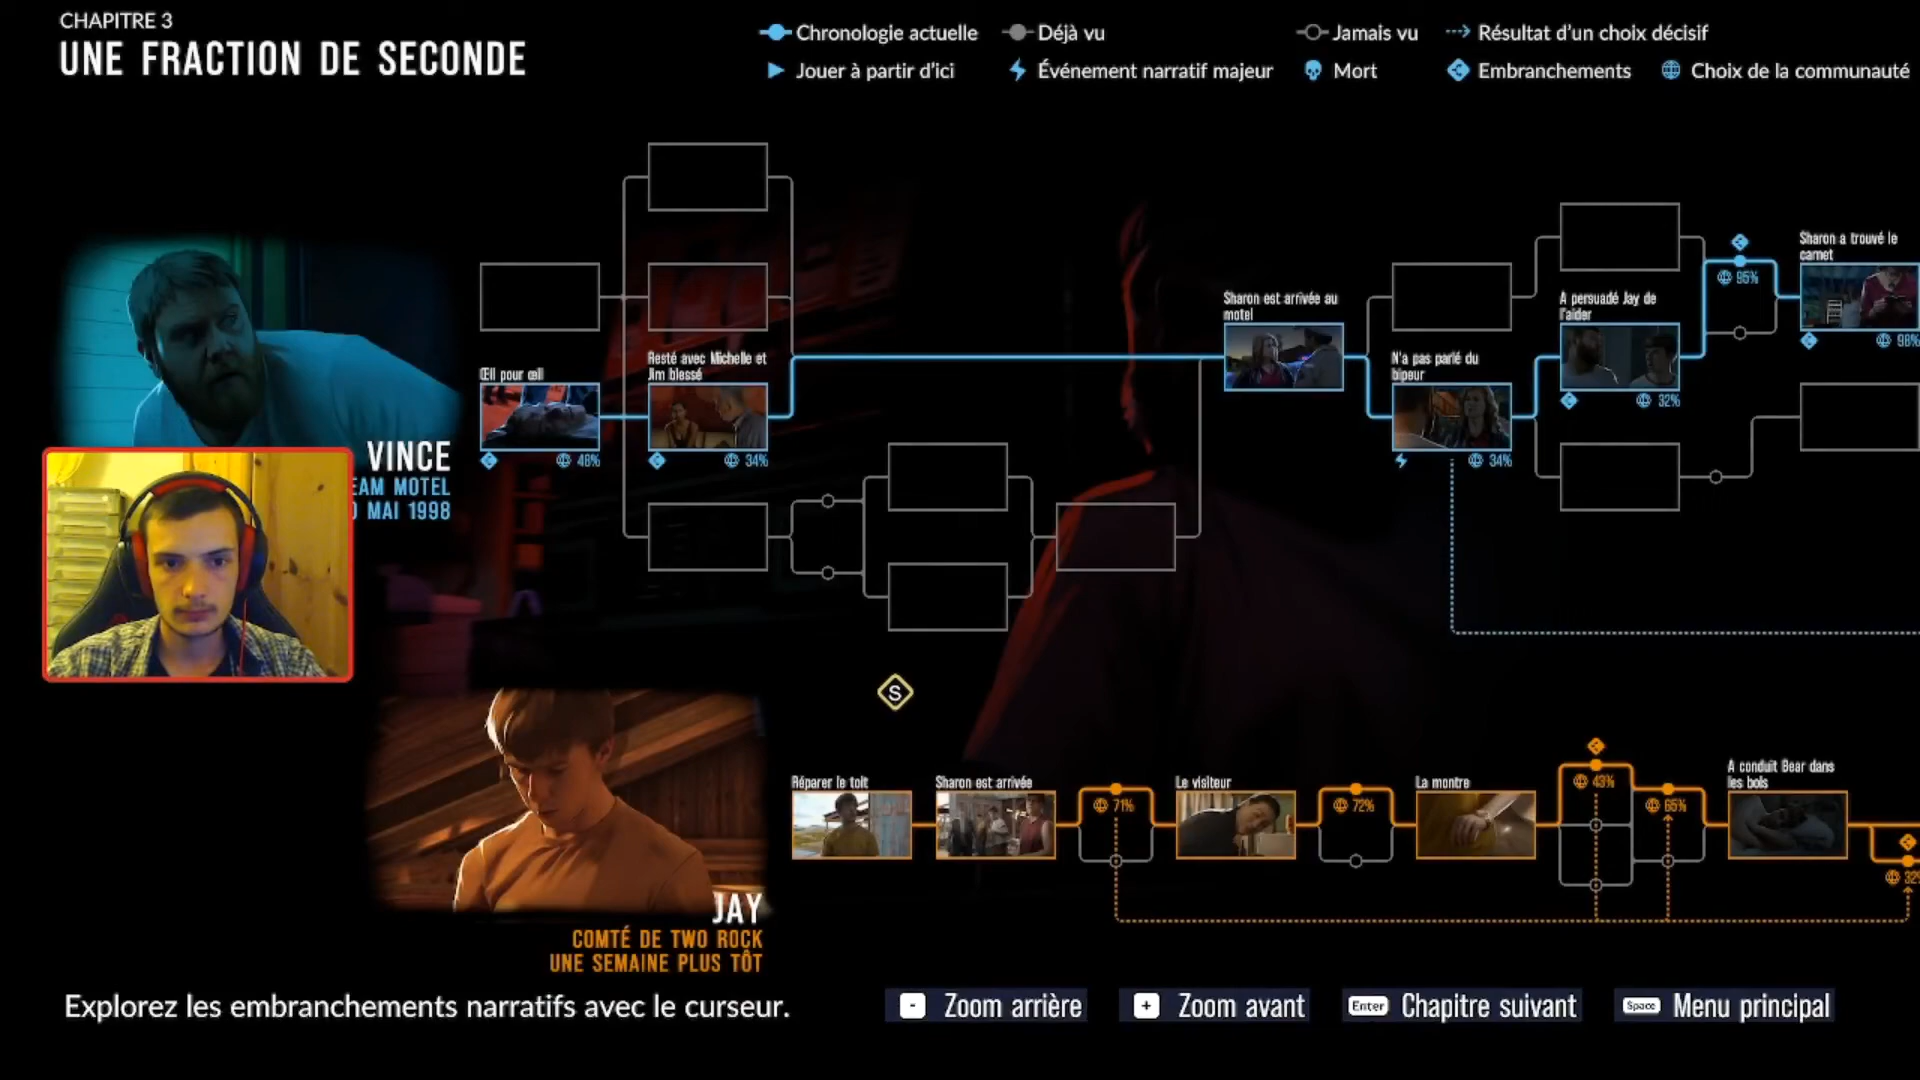 CHAPITRE 3
UNE FRACTION DE SECONDE
Chronologie actuelle
Déjà vu
Jamais vu
Résultat d'un choix décisif
Jouer à partir d'ici
Événement narratif majeur
Mort
Embranchements
Choix de la communauté
VINCE
EAM MOTEL
MAI 1998
Œil pour œil
48%
Resté avec Michelle et
Jim blessé
34%
Sharon est arrivée au
motel
N'a pas parlé du
bipeur
34%
A persuadé Jay de
l'aider
32%
95%
Sharon a trouvé le
carnet
98%
S
JAY
COMTÉ DE TWO ROCK
UNE SEMAINE PLUS TÔT
Réparer le toit
Sharon est arrivée
71%
Le visiteur
72%
La montre
43%
65%
A conduit Bear dans
les bois
32%
Explorez les embranchements narratifs avec le curseur.
- Zoom arrière
+ Zoom avant
Enter Chapitre suivant
Space Menu principal